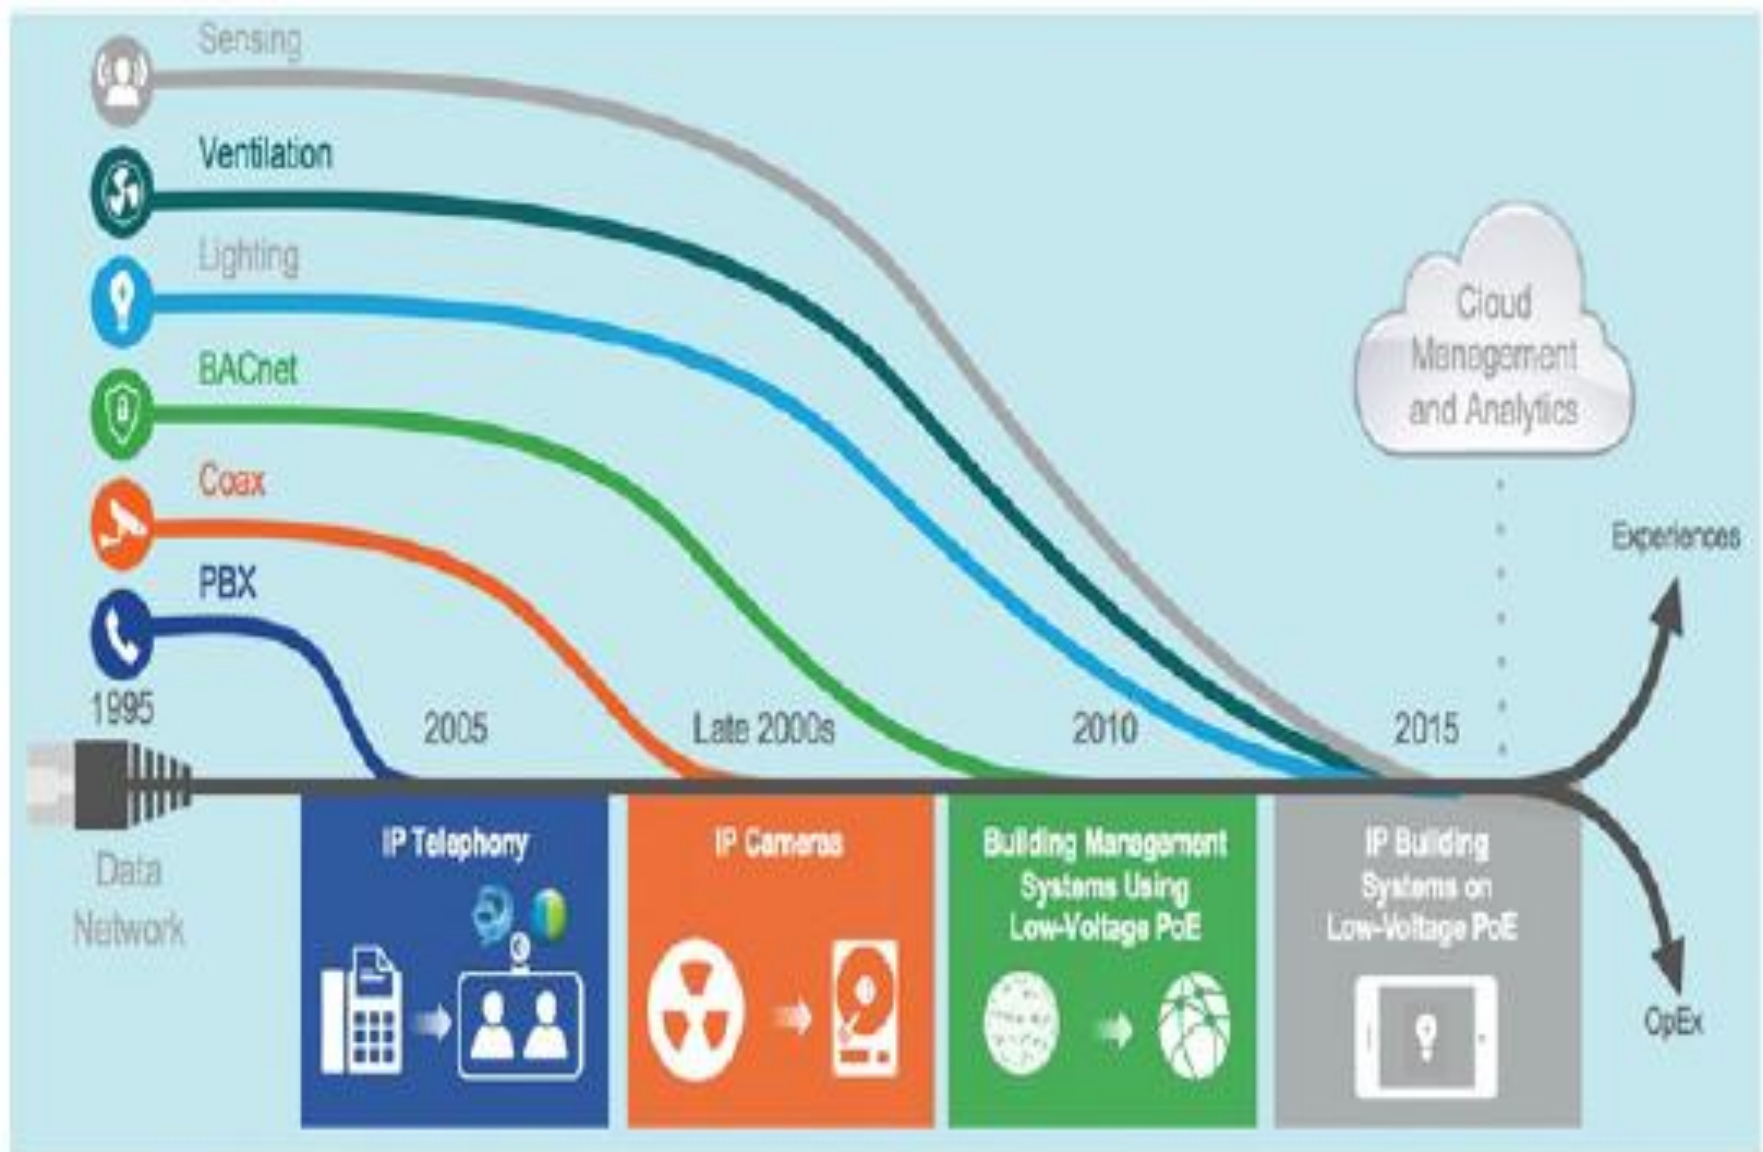 Sensing
Ventilation
Lighting
BACnet
Coax
PBX
1995
2005
Late 2000s
2010
2015
Cloud
Management
and Analytics
Experiences
OpEx
Data
Network
IP Telephony
IP Cameras
Building Management
Systems Using
Low-Voltage PoE
IP Building
Systems on
Low-Voltage PoE